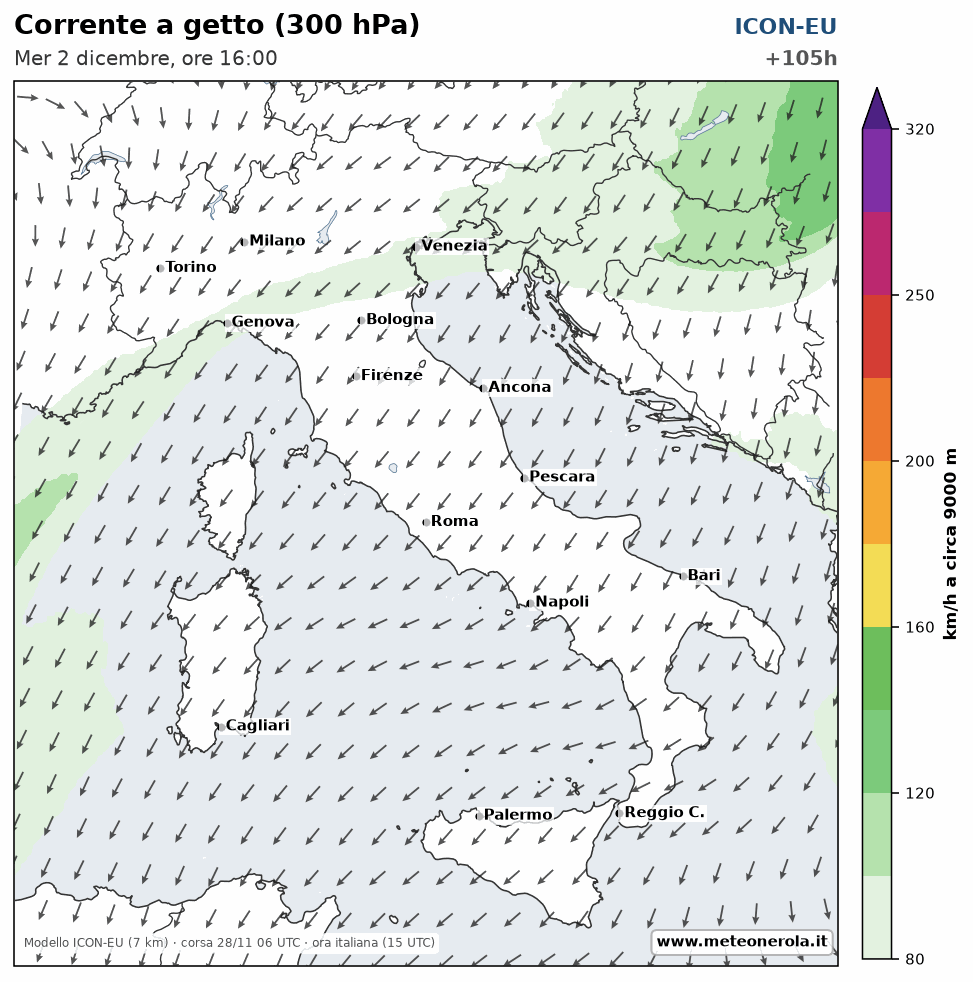 Corrente a getto (300 hPa)
ICON-EU
Mer 2 dicembre, ore 16:00
+105h
320
Milano
Venezia
Torino
250
Genova
Bologna
Firenze
Ancona
200
km/h a circa 9000 m
Pescara
Roma
Bari
Napoli
160
Cagliari
120
Palermo
Reggio C.
Modello ICON-EU (7 km) · corsa 28/11 06 UTC · ora italiana (15 UTC)
www.meteonerola.it
80